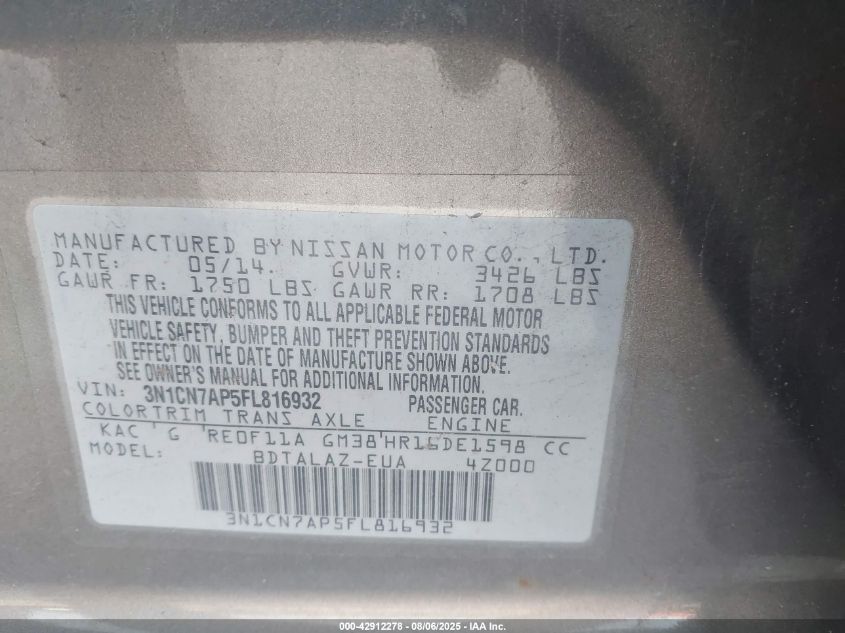 MANUFACTURED BY NISSAN MOTOR CO., LTD.
DATE: 05/14. GVWR: 3426 LBS
GAWR FR: 1750 LBS GAWR RR: 1708 LBS
THIS VEHICLE CONFORMS TO ALL APPLICABLE FEDERAL MOTOR
VEHICLE SAFETY, BUMPER AND THEFT PREVENTION STANDARDS
IN EFFECT ON THE DATE OF MANUFACTURE SHOWN ABOVE.
SEE OWNER'S MANUAL FOR ADDITIONAL INFORMATION.
VIN: 3N1CN7AP5FL816932 PASSENGER CAR.
COLORTRIM TRANS AXLE ENGINE
KAC G RE0F11A GM38 HR16DE1598 CC
MODEL: BDTALAZ-EUA 4Z000
3N1CN7AP5FL816932
000-42912278 - 08/06/2025 - IAA Inc.